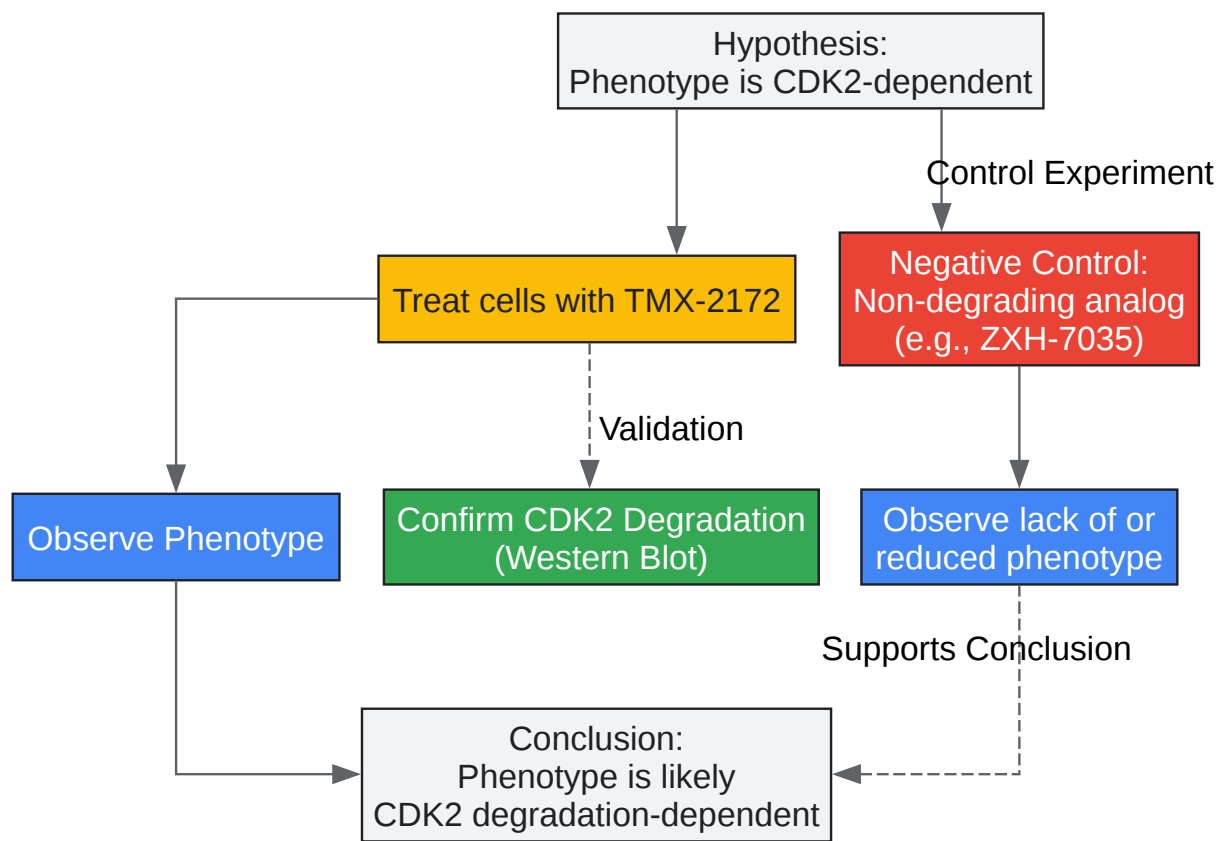 Hypothesis:
Phenotype is CDK2-dependent
Control Experiment
Treat cells with TMX-2172
Negative Control:
Non-degrading analog
(e.g., ZXH-7035)
Validation
Observe Phenotype
Confirm CDK2 Degradation
(Western Blot)
Observe lack of or
reduced phenotype
Supports Conclusion
Conclusion:
Phenotype is likely
CDK2 degradation-dependent